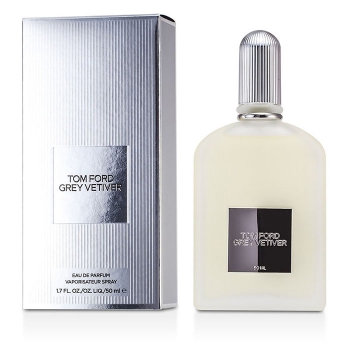 TOM FORD
GREY VETIVER
EAU DE PARFUM
VAPORISATEUR SPRAY
1.7 FL. OZ./OZ. LIQ./50 ml ℮
TOM FORD
GREY VETIVER
50 ML